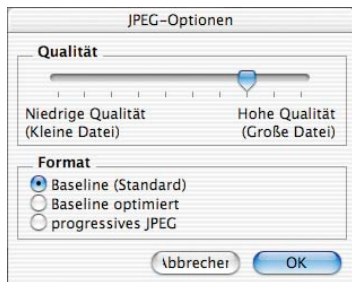 JPEG-Optionen
Qualität
Niedrige Qualität Hohe Qualität
(Kleine Datei) (Große Datei)
Format
Baseline (Standard)
Baseline optimiert
progressives JPEG
Abbrechen OK